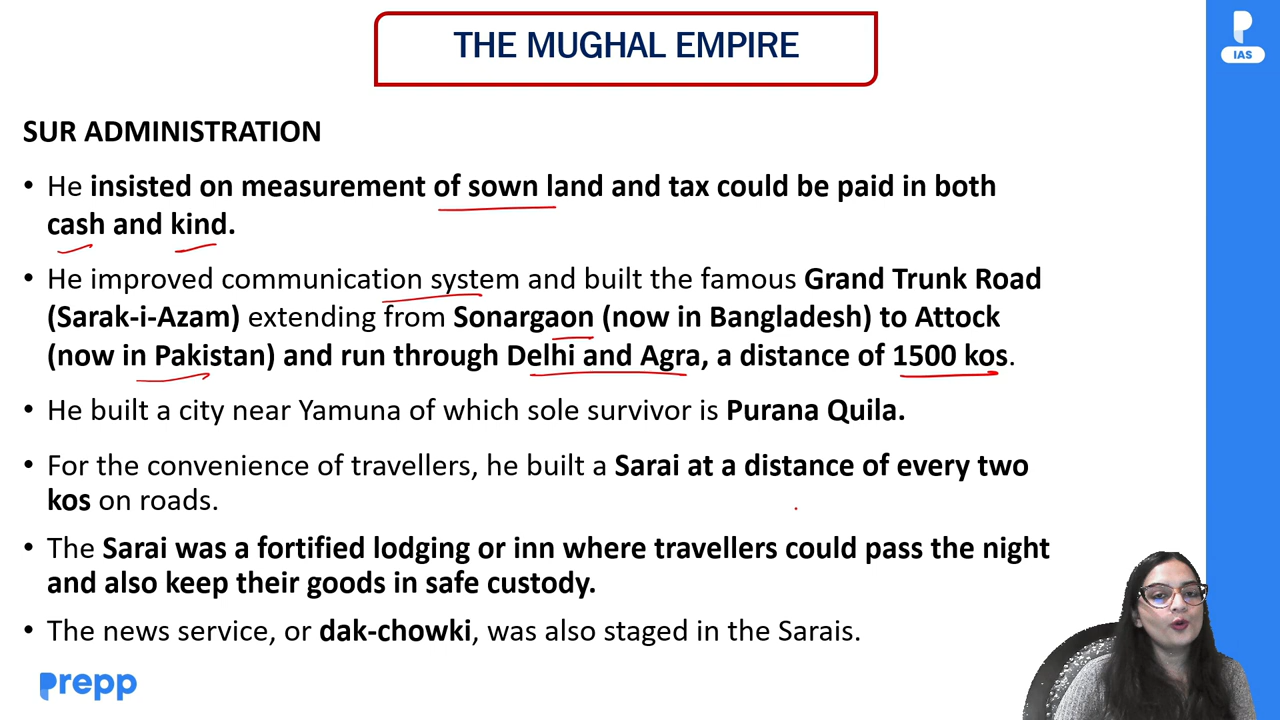 THE MUGHAL EMPIRE
IAS
SUR ADMINISTRATION
• He insisted on measurement of sown land and tax could be paid in both
cash and kind.
• He improved communication system and built the famous Grand Trunk Road
(Sarak-i-Azam) extending from Sonargaon (now in Bangladesh) to Attock
(now in Pakistan) and run through Delhi and Agra, a distance of 1500 kos.
• He built a city near Yamuna of which sole survivor is Purana Quila.
• For the convenience of travellers, he built a Sarai at a distance of every two
kos on roads.
• The Sarai was a fortified lodging or inn where travellers could pass the night
and also keep their goods in safe custody.
• The news service, or dak-chowki, was also staged in the Sarais.
prepp